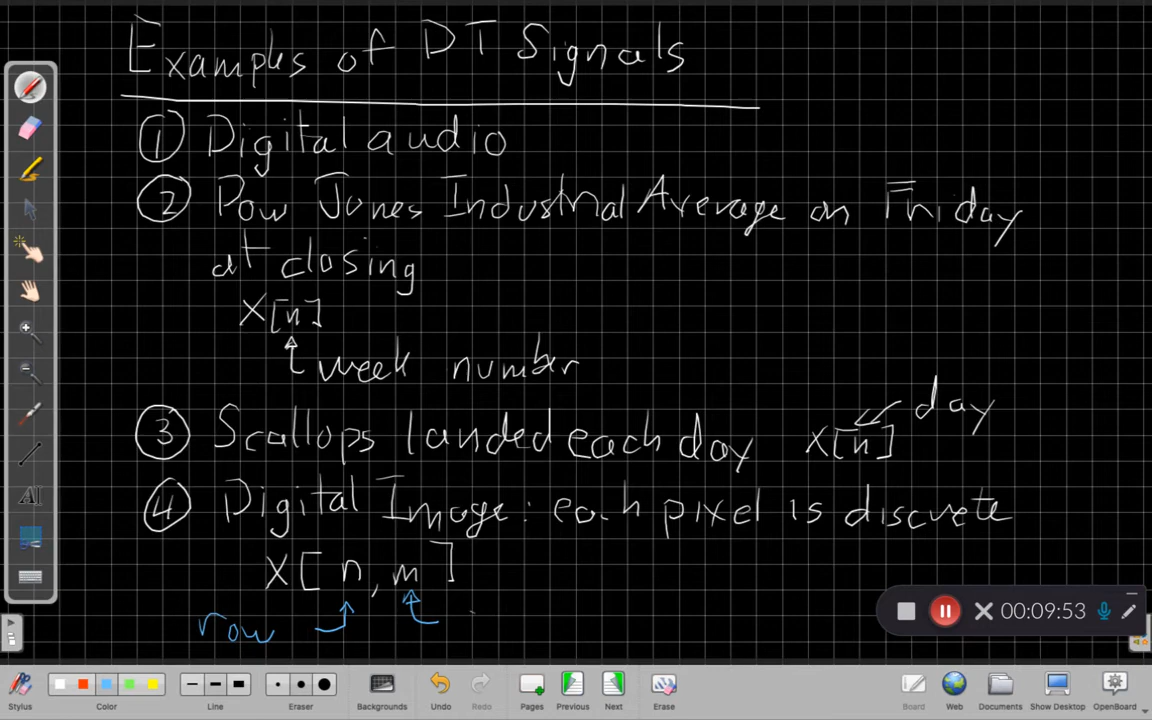 Examples of DT Signals
① Digital audio
② Dow Jones Industrial Average on Friday
at closing
X[n]
week number
③ Scallops landed each day X[n] day
④ Digital Image: each pixel is discrete
X[n,m]
row
00:09:53
Stylus Color Line Eraser Backgrounds Undo Redo Pages Previous Next Erase Board Web Documents Show Desktop OpenBoard